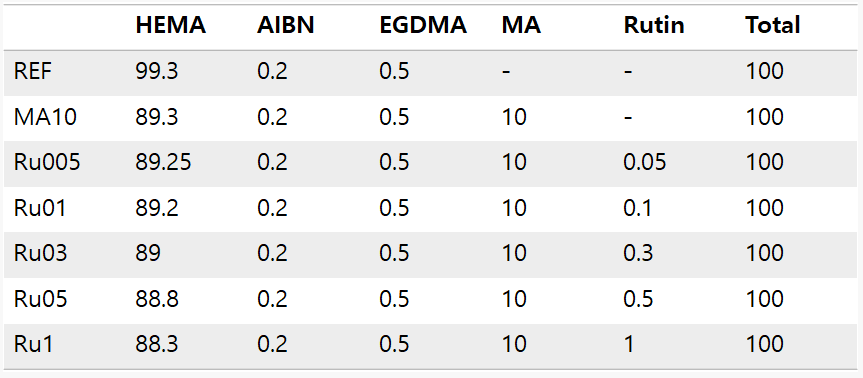 HEMA AIBN EGDMA MA Rutin Total
REF 99.3 0.2 0.5 - - 100
MA10 89.3 0.2 0.5 10 - 100
Ru005 89.25 0.2 0.5 10 0.05 100
Ru01 89.2 0.2 0.5 10 0.1 100
Ru03 89 0.2 0.5 10 0.3 100
Ru05 88.8 0.2 0.5 10 0.5 100
Ru1 88.3 0.2 0.5 10 1 100